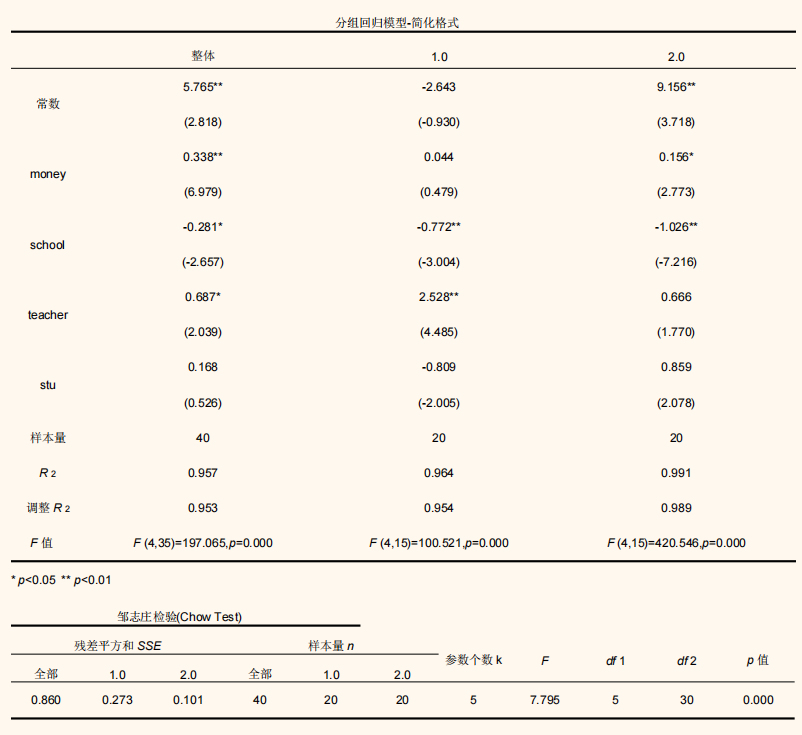 分组回归模型-简化格式
整体 1.0 2.0
常数 5.765** -2.643 9.156**
(2.818) (-0.930) (3.718)
money 0.338** 0.044 0.156*
(6.979) (0.479) (2.773)
school -0.281* -0.772** -1.026**
(-2.657) (-3.004) (-7.216)
teacher 0.687* 2.528** 0.666
(2.039) (4.485) (1.770)
stu 0.168 -0.809 0.859
(0.526) (-2.005) (2.078)
样本量 40 20 20
R 2 0.957 0.964 0.991
调整 R 2 0.953 0.954 0.989
F 值 F (4,35)=197.065,p=0.000 F (4,15)=100.521,p=0.000 F (4,15)=420.546,p=0.000
* p<0.05 ** p<0.01
邹志庄检验(Chow Test)
残差平方和 SSE 样本量 n 参数个数 k F df 1 df 2 p 值
全部 1.0 2.0 全部 1.0 2.0
0.860 0.273 0.101 40 20 20 5 7.795 5 30 0.000